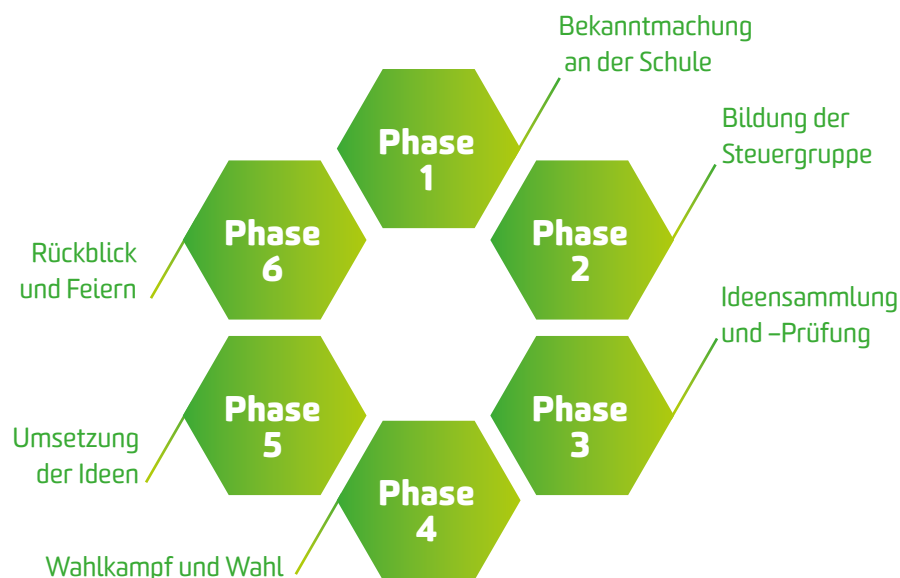 Phase
1
Bekanntmachung
an der Schule
Phase
2
Bildung der
Steuergruppe
Phase
3
Ideensammlung
und –Prüfung
Phase
4
Wahlkampf und Wahl
Phase
5
Umsetzung
der Ideen
Phase
6
Rückblick
und Feiern